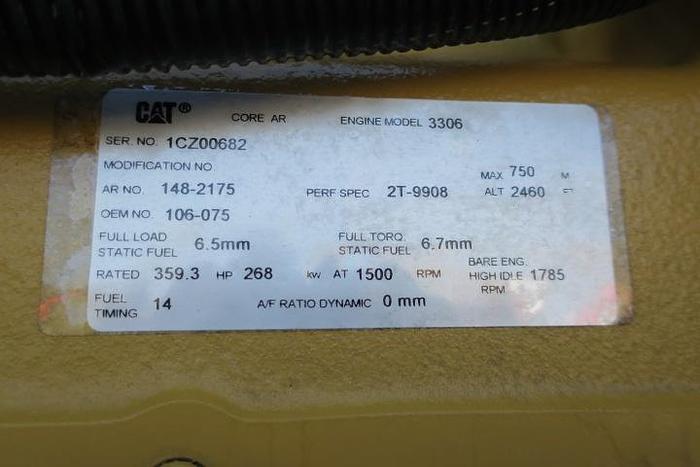 CAT® CORE AR ENGINE MODEL 3306
SER. NO. 1CZ00682
MODIFICATION NO
MAX 750 M
AR NO. 148-2175 PERF SPEC 2T-9908 ALT 2460 FT
OEM NO. 106-075
FULL LOAD STATIC FUEL 6.5mm FULL TORQ. STATIC FUEL 6.7mm
RATED 359.3 HP 268 kw AT 1500 RPM BARE ENG. HIGH IDLE 1785 RPM
FUEL TIMING 14 A/F RATIO DYNAMIC 0 mm